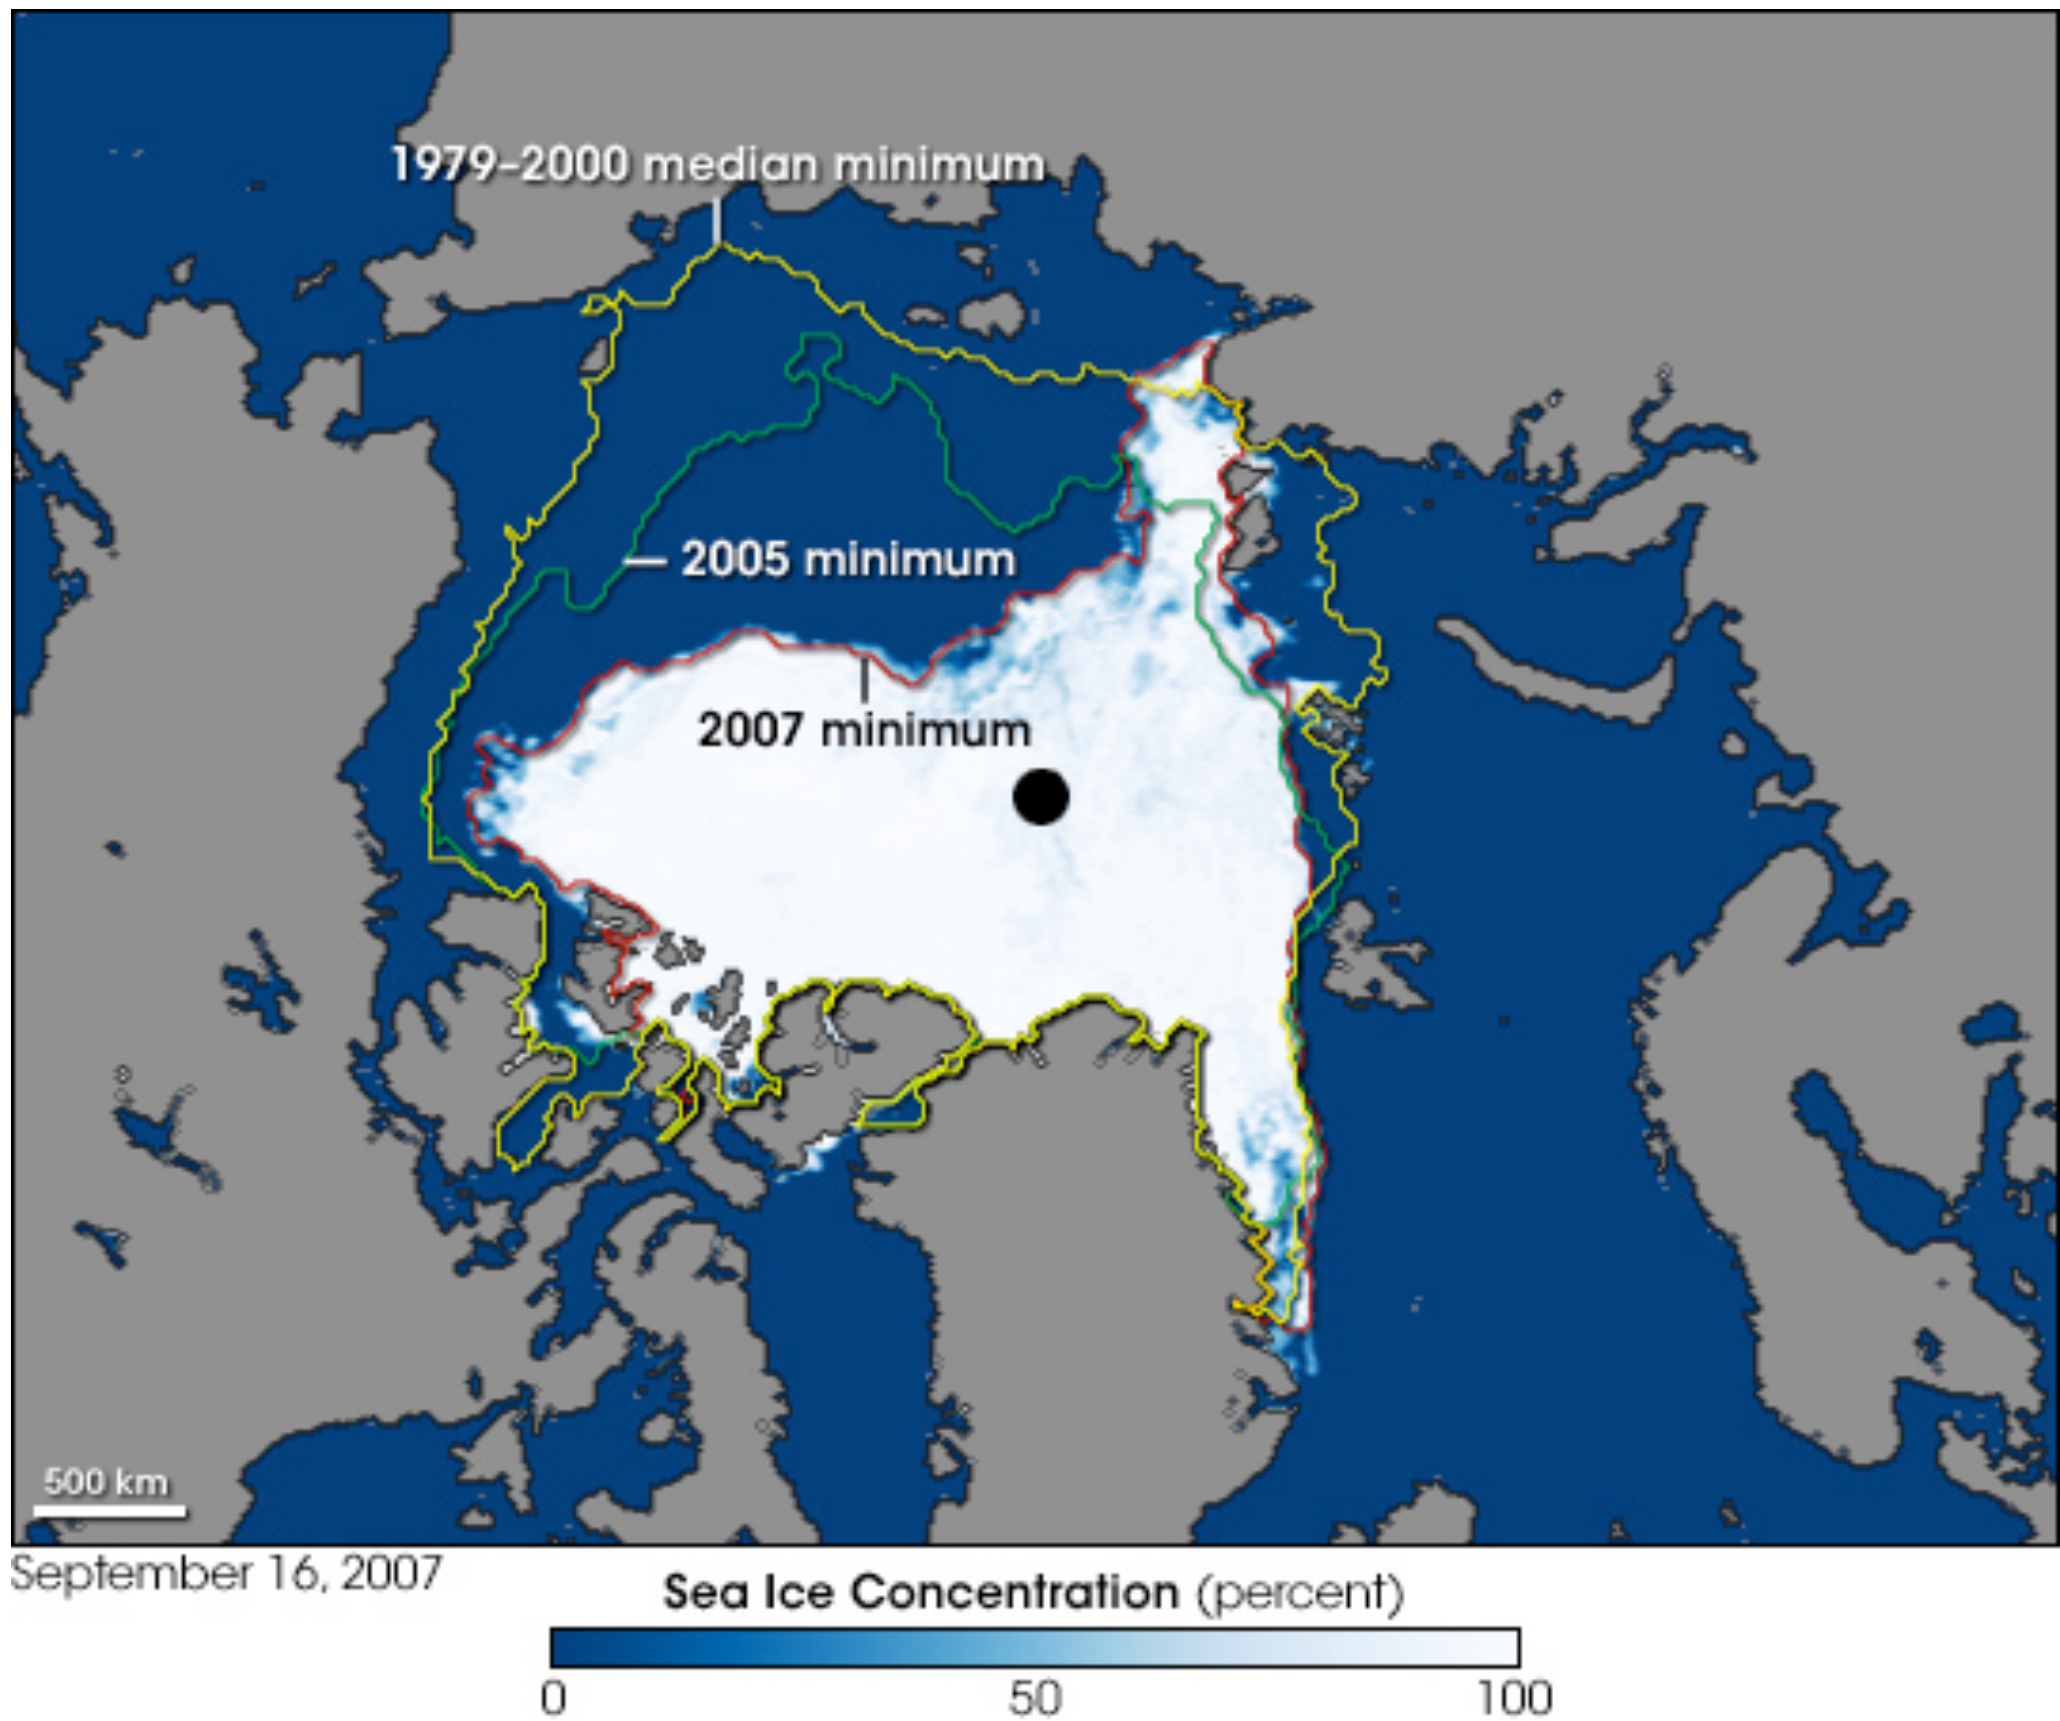 1979–2000 median minimum
2005 minimum
2007 minimum
500 km
September 16, 2007
Sea Ice Concentration (percent)
0 50 100